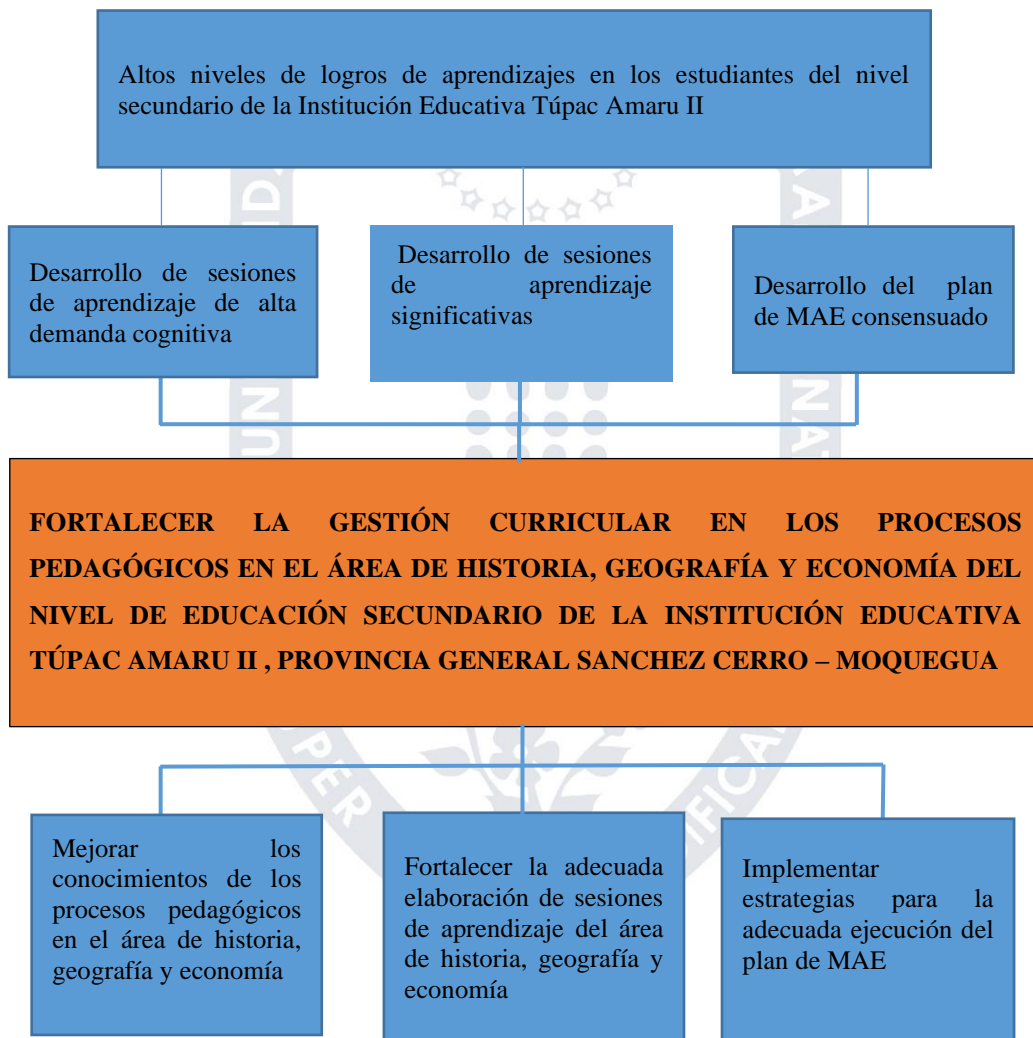 Altos niveles de logros de aprendizajes en los estudiantes del nivel
secundario de la Institución Educativa Túpac Amaru II
Desarrollo de sesiones
de aprendizaje de alta
demanda cognitiva
Desarrollo de sesiones
de aprendizaje
significativas
Desarrollo del plan
de MAE consensuado
FORTALECER LA GESTIÓN CURRICULAR EN LOS PROCESOS
PEDAGÓGICOS EN EL ÁREA DE HISTORIA, GEOGRAFÍA Y ECONOMÍA DEL
NIVEL DE EDUCACIÓN SECUNDARIO DE LA INSTITUCIÓN EDUCATIVA
TÚPAC AMARU II , PROVINCIA GENERAL SANCHEZ CERRO – MOQUEGUA
Mejorar los
conocimientos de los
procesos pedagógicos
en el área de historia,
geografía y economía
Fortalecer la adecuada
elaboración de sesiones
de aprendizaje del área
de historia, geografía y
economía
Implementar
estrategias para la
adecuada ejecución del
plan de MAE